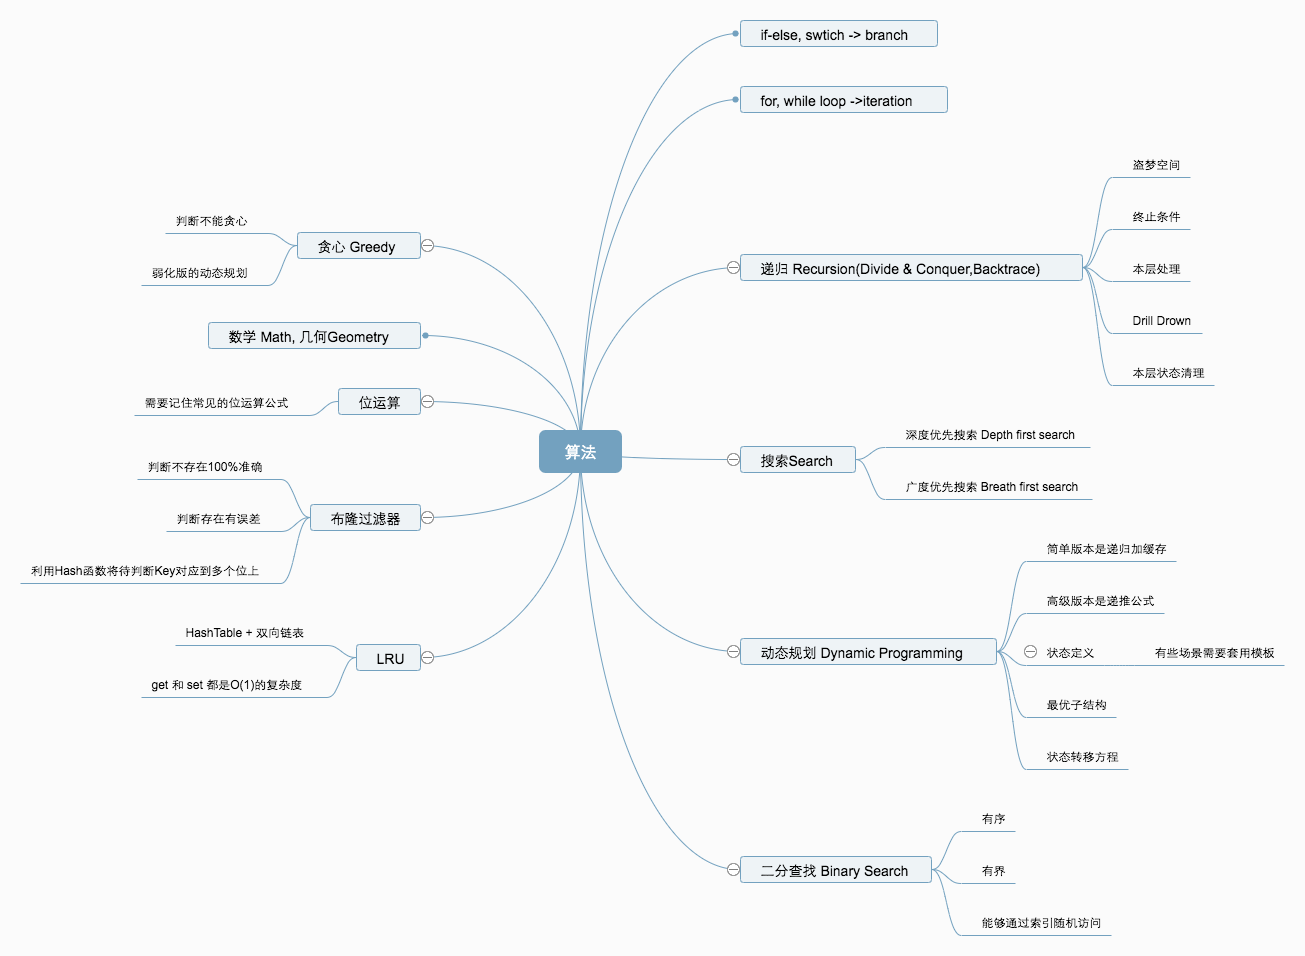 算法
if-else, swtich -> branch
for, while loop ->iteration
递归 Recursion(Divide & Conquer,Backtrace)
盗梦空间
终止条件
本层处理
Drill Drown
本层状态清理
搜索Search
深度优先搜索 Depth first search
广度优先搜索 Breath first search
动态规划 Dynamic Programming
简单版本是递归加缓存
高级版本是递推公式
状态定义
有些场景需要套用模板
最优子结构
状态转移方程
二分查找 Binary Search
有序
有界
能够通过索引随机访问
贪心 Greedy
判断不能贪心
弱化版的动态规划
数学 Math, 几何Geometry
位运算
需要记住常见的位运算公式
布隆过滤器
判断不存在100%准确
判断存在有误差
利用Hash函数将待判断Key对应到多个位上
LRU
HashTable + 双向链表
get 和 set 都是O(1)的复杂度